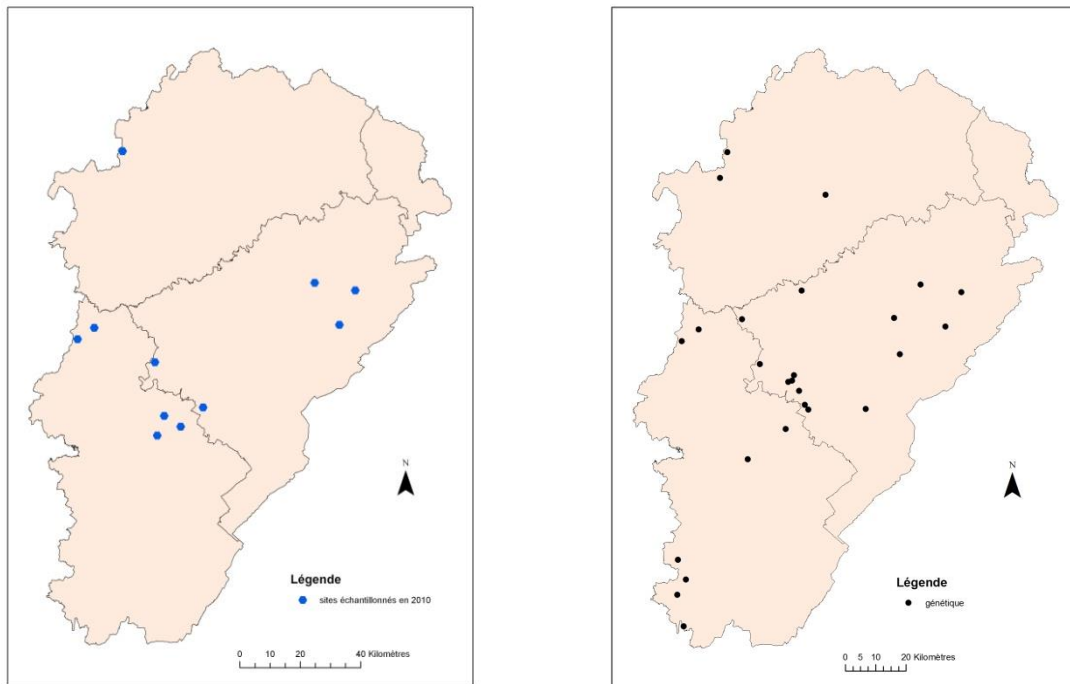 N
Légende
sites échantillonnés en 2010
0 10 20 40 Kilomètres
N
Légende
génétique
0 5 10 20 Kilomètres